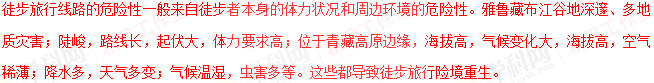 徒步旅行线路的危险性一般来自徒步者本身的体力状况和周边环境的危险性。雅鲁藏布江谷地深邃、多地
质灾害；陡峻，路线长，起伏大，体力要求高；位于青藏高原边缘，海拔高，气候变化大，海拔高，空气
稀薄；降水多，天气多变；气候温湿，虫害多等。这些都导致徒步旅行险境重生。